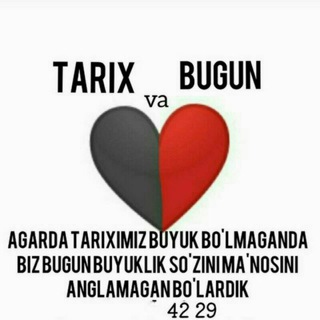 TARIX BUGUN
va
AGARDA TARIXIMIZ BUYUK BO'LMAGANDA
BIZ BUGUN BUYUKLIK SO'ZINI MA'NOSINI
ANGLAMAGAN BO'LARDIK
42 29